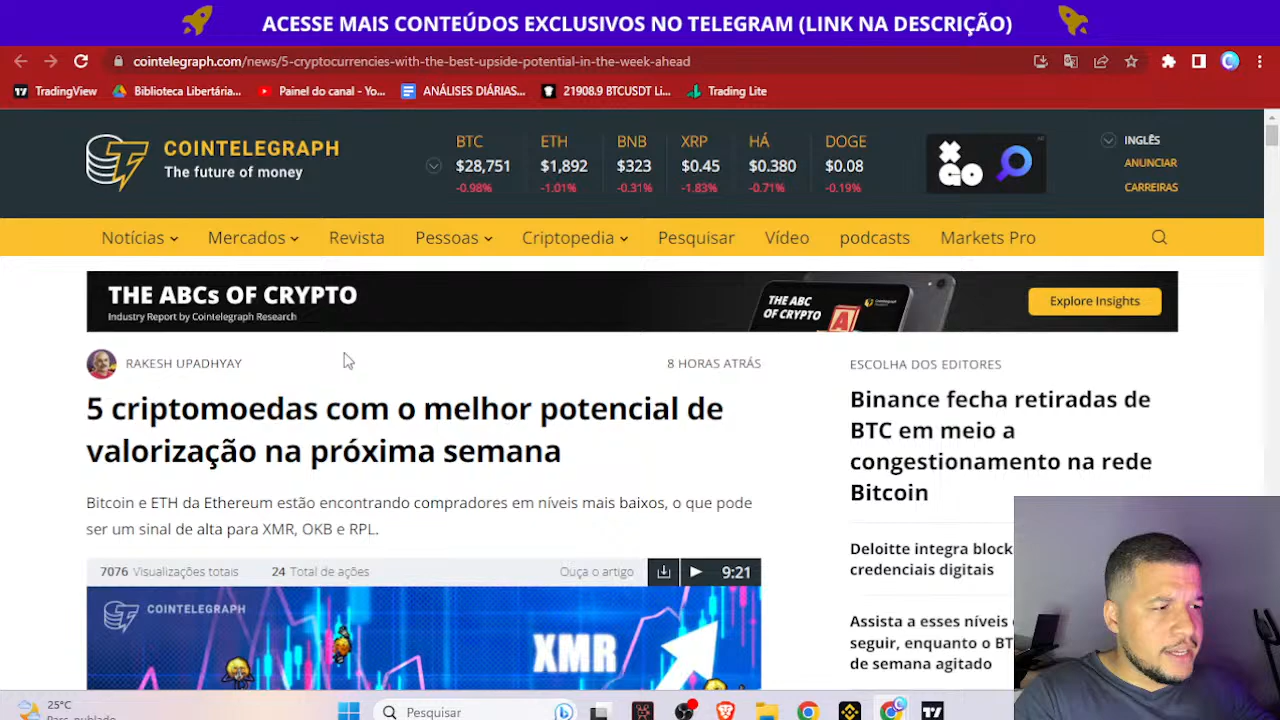 ACESSE MAIS CONTEÚDOS EXCLUSIVOS NO TELEGRAM (LINK NA DESCRIÇÃO)
cointelegraph.com/news/5-cryptocurrencies-with-the-best-upside-potential-in-the-week-ahead
TradingView Biblioteca Libertária... Painel do canal - Yo... ANÁLISES DIÁRIAS... 21908.9 BTCUSDT Li... Trading Lite
COINTELEGRAPH
The future of money
BTC ETH BNB XRP HÁ DOGE
$28,751 $1,892 $323 $0.45 $0.380 $0.08
-0.98% -1.01% -0.31% -1.83% -0.71% -0.19%
INGLÊS
ANUNCIAR
CARREIRAS
Notícias Mercados Revista Pessoas Criptopedia Pesquisar Vídeo podcasts Markets Pro
THE ABCs OF CRYPTO
Industry Report by Cointelegraph Research
THE ABC
OF CRYPTO
Explore Insights
RAKESH UPADHYAY
8 HORAS ATRÁS
5 criptomoedas com o melhor potencial de
valorização na próxima semana
Bitcoin e ETH da Ethereum estão encontrando compradores em níveis mais baixos, o que pode
ser um sinal de alta para XMR, OKB e RPL.
7076 Visualizações totais 24 Total de ações Ouça o artigo 9:21
COINTELEGRAPH
XMR
ESCOLHA DOS EDITORES
Binance fecha retiradas de
BTC em meio a
congestionamento na rede
Bitcoin
Deloitte integra block
credenciais digitais
Assista a esses níveis
seguir, enquanto o BT
de semana agitado
25°C
Pesquisar